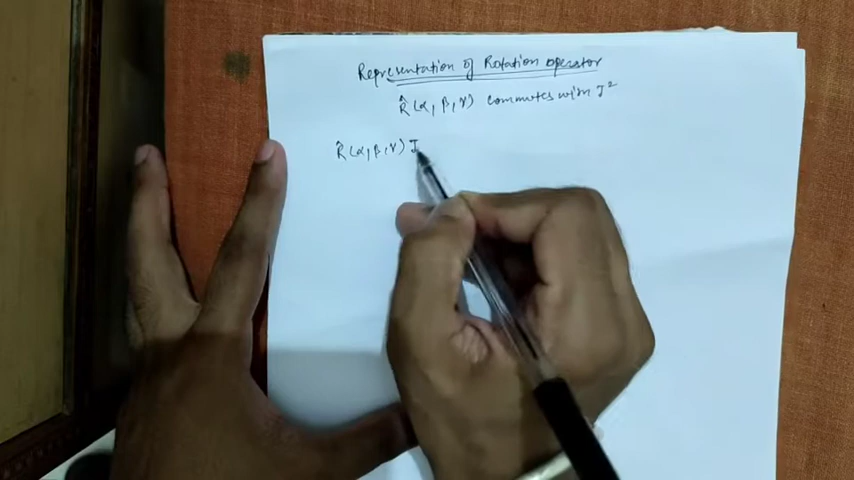 Representation of Rotation operator
R̂(α, β, γ) commutes with J²
R̂(α, β, γ) J